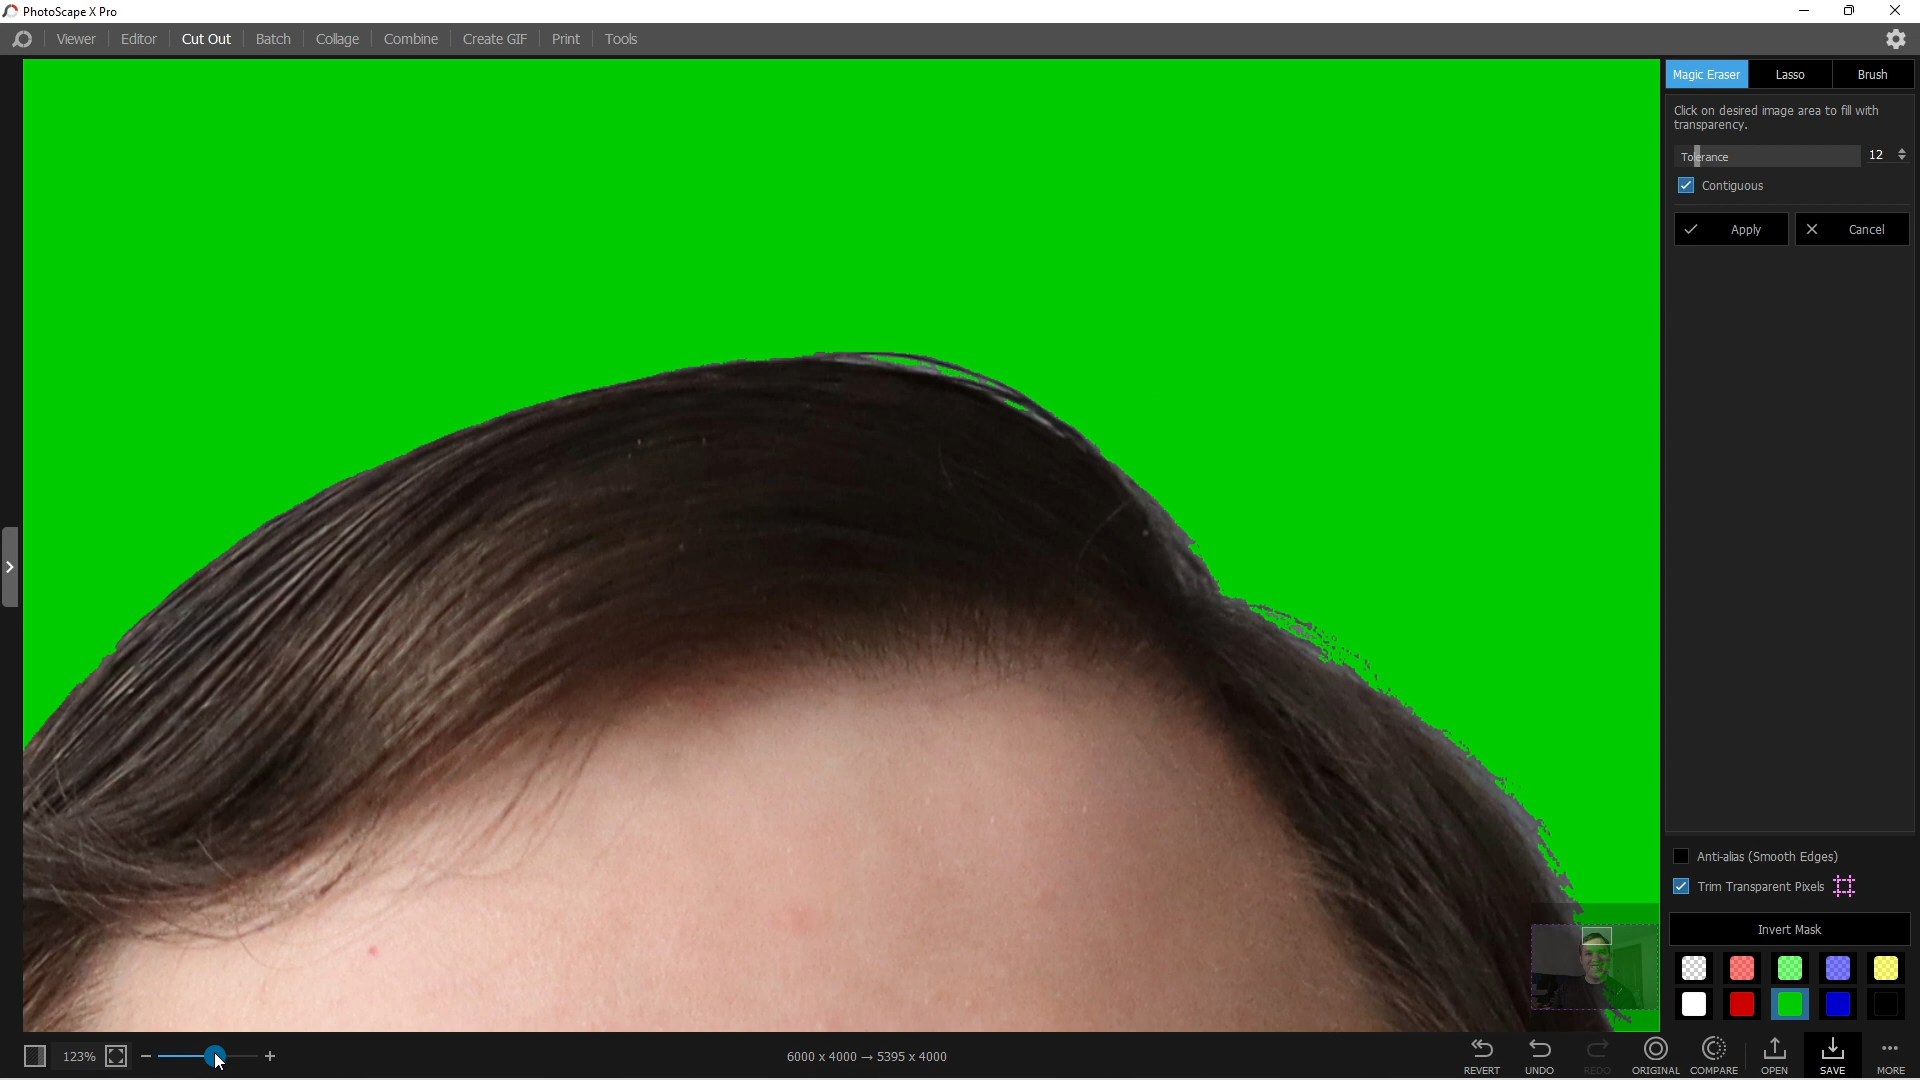 PhotoScape X Pro
Viewer
Editor
Cut Out
Batch
Collage
Combine
Create GIF
Print
Tools
Magic Eraser
Lasso
Brush
Click on desired image area to fill with
transparency.
Tolerance
12
Contiguous
Apply
Cancel
Anti-alias (Smooth Edges)
Trim Transparent Pixels
Invert Mask
123%
6000 x 4000 → 5395 x 4000
REVERT
UNDO
REDO
ORIGINAL
COMPARE
OPEN
SAVE
MORE